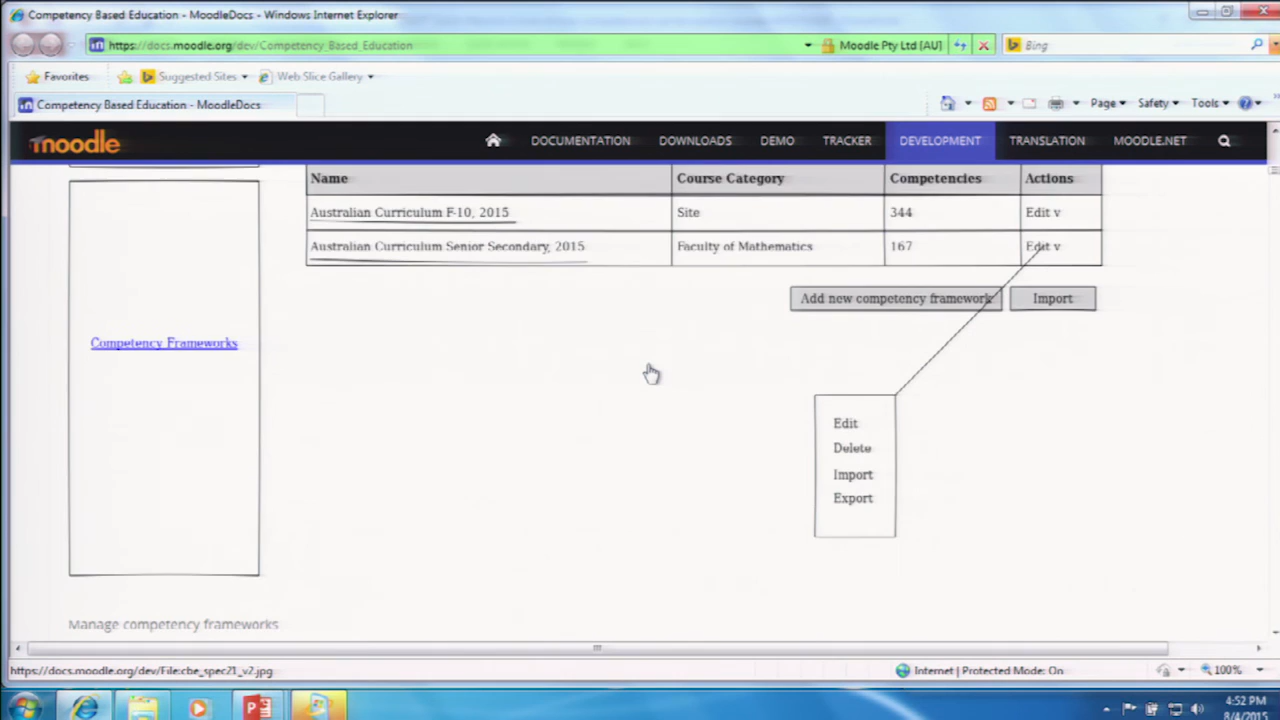 Competency Based Education - MoodleDocs - Windows Internet Explorer
https://docs.moodle.org/dev/Competency_Based_Education
Moodle Pty Ltd [AU]
Bing
Favorites
Suggested Sites
Web Slice Gallery
Competency Based Education - MoodleDocs
Page
Safety
Tools
moodle
DOCUMENTATION
DOWNLOADS
DEMO
TRACKER
DEVELOPMENT
TRANSLATION
MOODLE.NET
Name Course Category Competencies Actions
Australian Curriculum F-10, 2015 Site 344 Edit v
Australian Curriculum Senior Secondary, 2015 Faculty of Mathematics 167 Edit v
Add new competency framework
Import
Competency Frameworks
Edit
Delete
Import
Export
Manage competency frameworks
https://docs.moodle.org/dev/File:cbe_spec21_v2.jpg
Internet | Protected Mode: On
100%
4:52 PM
8/4/2015